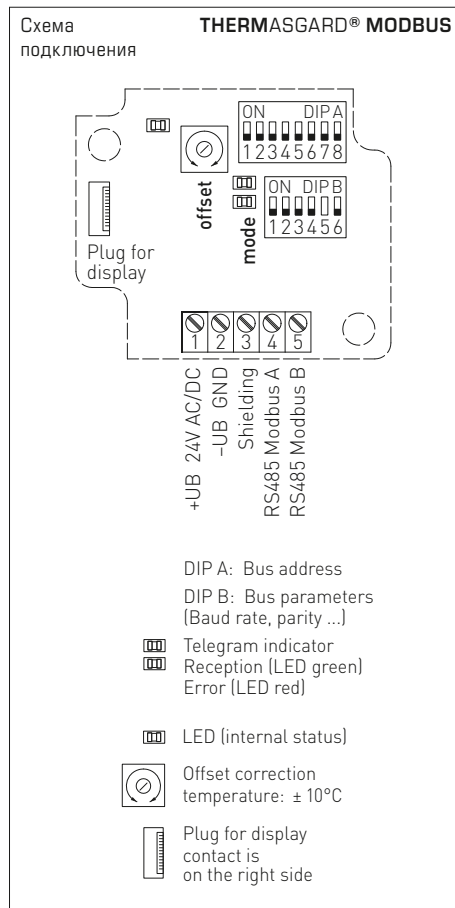 Схема
подключения
THERMASGARD® MODBUS
ON DIP A
1 2 3 4 5 6 7 8
offset
ON DIP B
1 2 3 4 5 6
mode
Plug for
display
1 2 3 4 5
+UB 24V AC/DC
–UB GND
Shielding
RS485 Modbus A
RS485 Modbus B
DIP A: Bus address
DIP B: Bus parameters
(Baud rate, parity ...)
Telegram indicator
Reception (LED green)
Error (LED red)
LED (internal status)
Offset correction
temperature: ± 10°C
Plug for display
contact is
on the right side